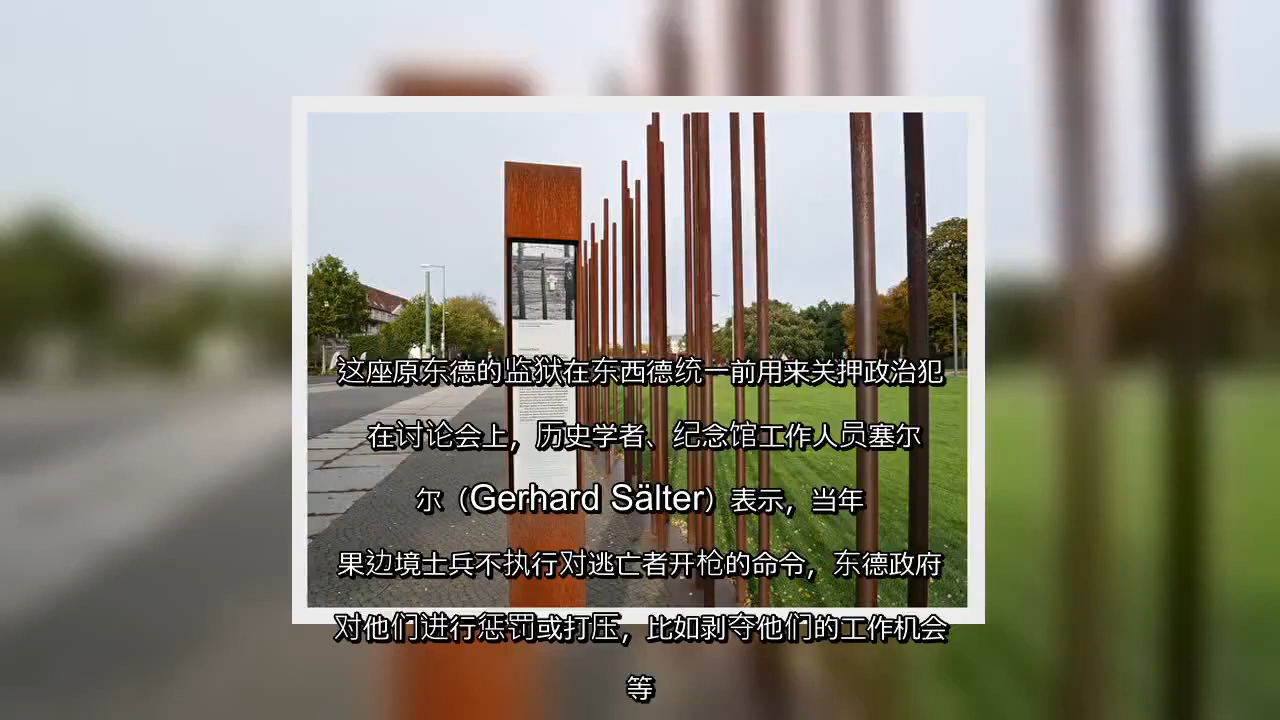 这座原东德的监狱在东西德统一前用来关押政治犯
在讨论会上，历史学者、纪念馆工作人员塞尔
尔（Gerhard Sälter）表示，当年
果边境士兵不执行对逃亡者开枪的命令，东德政府
对他们进行惩罚或打压，比如剥夺他们的工作机会
等